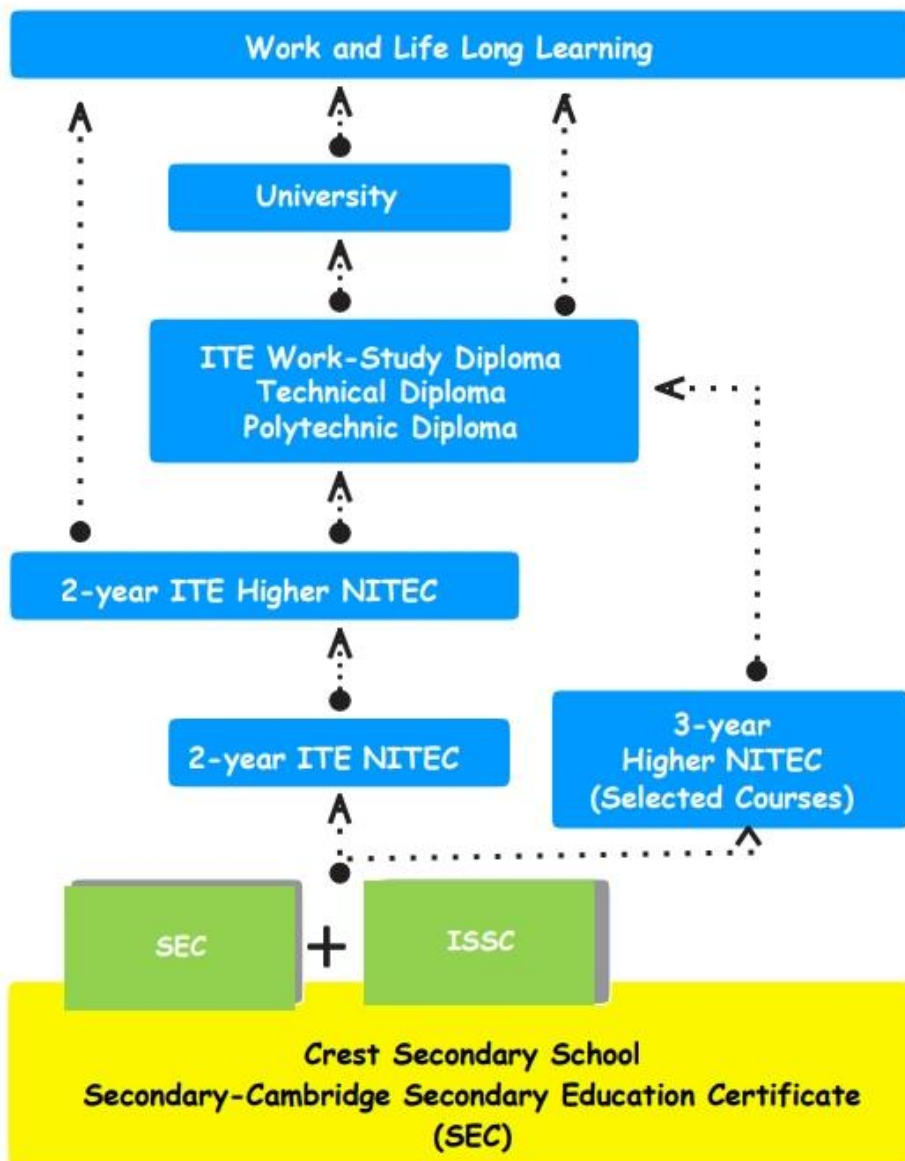 Work and Life Long Learning
University
ITE Work-Study Diploma
Technical Diploma
Polytechnic Diploma
2-year ITE Higher NITEC
2-year ITE NITEC
3-year
Higher NITEC
(Selected Courses)
SEC
+
ISSC
Crest Secondary School
Secondary-Cambridge Secondary Education Certificate
(SEC)